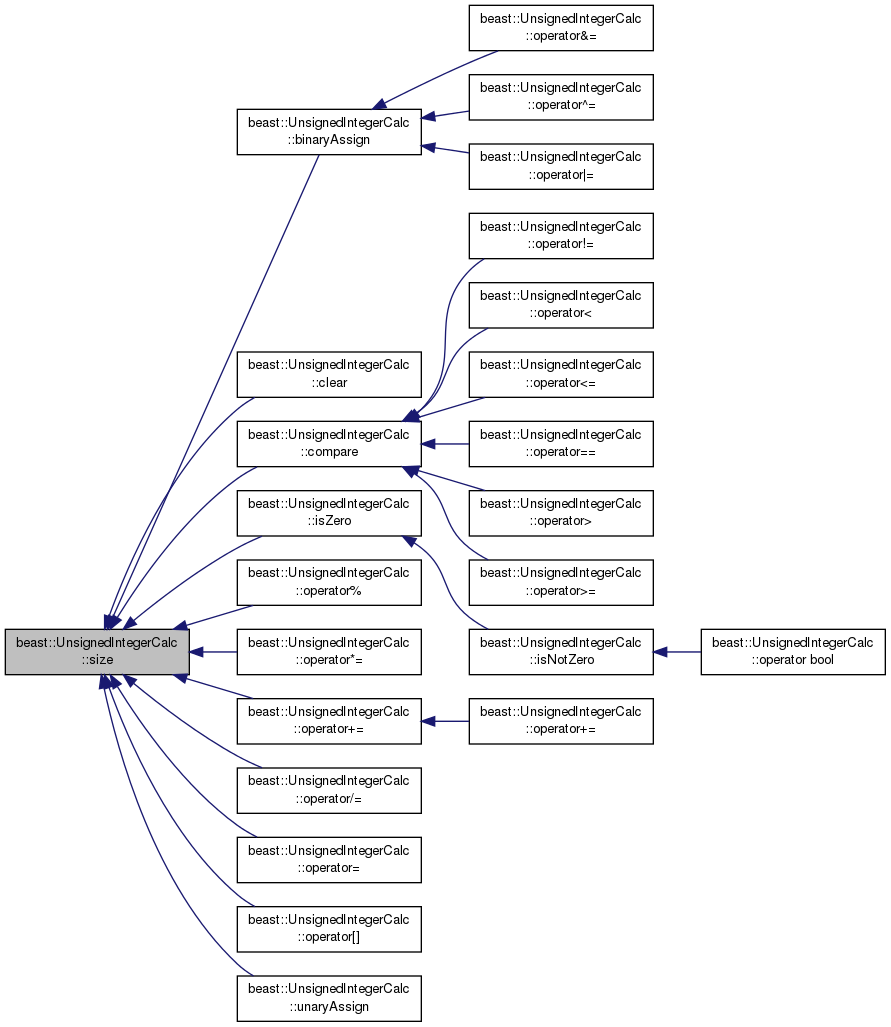 beast::UnsignedIntegerCalc
::size
beast::UnsignedIntegerCalc
::binaryAssign
beast::UnsignedIntegerCalc
::operator&=
beast::UnsignedIntegerCalc
::operator^=
beast::UnsignedIntegerCalc
::operator|=
beast::UnsignedIntegerCalc
::clear
beast::UnsignedIntegerCalc
::compare
beast::UnsignedIntegerCalc
::operator!=
beast::UnsignedIntegerCalc
::operator<
beast::UnsignedIntegerCalc
::operator<=
beast::UnsignedIntegerCalc
::operator==
beast::UnsignedIntegerCalc
::operator>
beast::UnsignedIntegerCalc
::operator>=
beast::UnsignedIntegerCalc
::isZero
beast::UnsignedIntegerCalc
::isNotZero
beast::UnsignedIntegerCalc
::operator bool
beast::UnsignedIntegerCalc
::operator%
beast::UnsignedIntegerCalc
::operator*=
beast::UnsignedIntegerCalc
::operator+=
beast::UnsignedIntegerCalc
::operator+=
beast::UnsignedIntegerCalc
::operator/=
beast::UnsignedIntegerCalc
::operator=
beast::UnsignedIntegerCalc
::operator[]
beast::UnsignedIntegerCalc
::unaryAssign